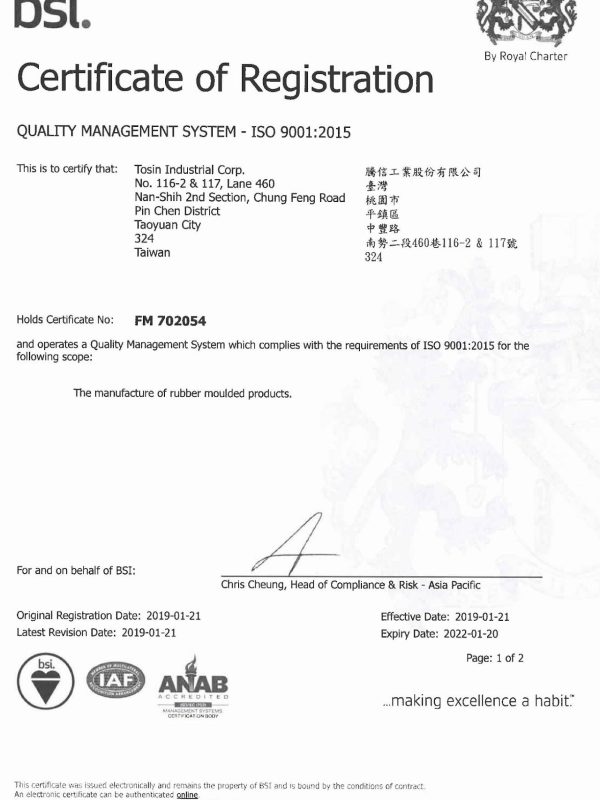 bsi.
By Royal Charter
Certificate of Registration
QUALITY MANAGEMENT SYSTEM - ISO 9001:2015
This is to certify that:
Tosin Industrial Corp.
No. 116-2 & 117, Lane 460
Nan-Shih 2nd Section, Chung Feng Road
Pin Chen District
Taoyuan City
324
Taiwan
騰信工業股份有限公司
臺灣
桃園市
平鎮區
中豐路
南勢二段460巷116-2 & 117號
324
Holds Certificate No: FM 702054
and operates a Quality Management System which complies with the requirements of ISO 9001:2015 for the
following scope:
The manufacture of rubber moulded products.
For and on behalf of BSI:
Chris Cheung, Head of Compliance & Risk - Asia Pacific
Original Registration Date: 2019-01-21
Effective Date: 2019-01-21
Latest Revision Date: 2019-01-21
Expiry Date: 2022-01-20
Page: 1 of 2
bsi.
MEMBER OF MULTILATERAL
IAF
RECOGNITION ARRANGEMENT
ANAB
ACCREDITED
MANAGEMENT SYSTEMS
CERTIFICATION BODY
...making excellence a habit.™
This certificate was issued electronically and remains the property of BSI and is bound by the conditions of contract.
An electronic certificate can be authenticated online.